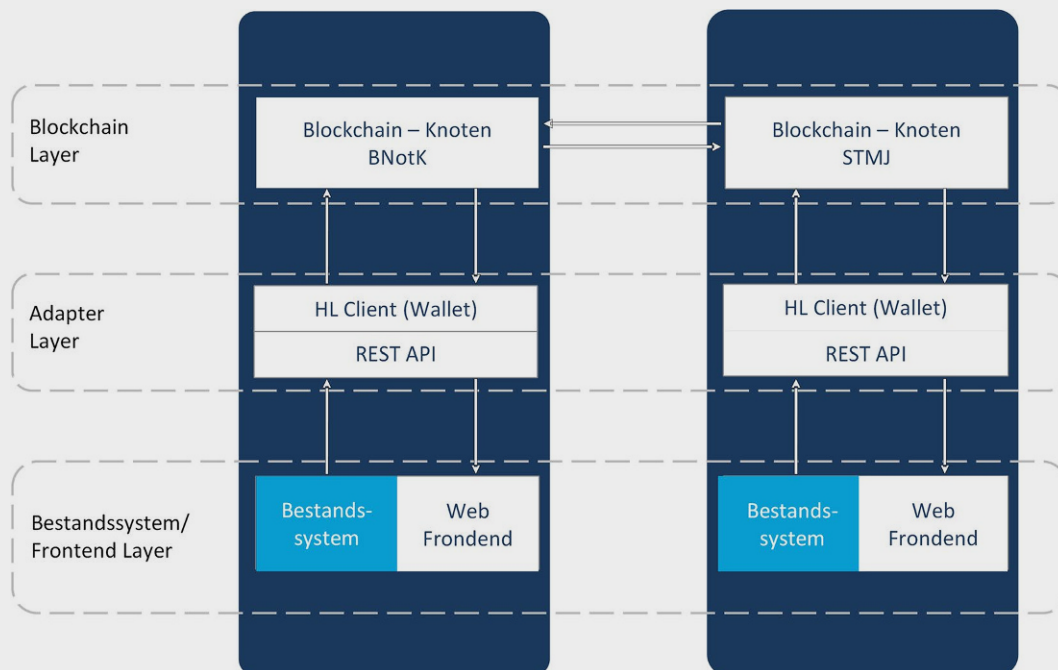 Blockchain
Layer
Blockchain – Knoten
BNotK
Blockchain – Knoten
STMJ
Adapter
Layer
HL Client (Wallet)
REST API
HL Client (Wallet)
REST API
Bestandssystem/
Frontend Layer
Bestands-
system
Web
Frondend
Bestands-
system
Web
Frondend